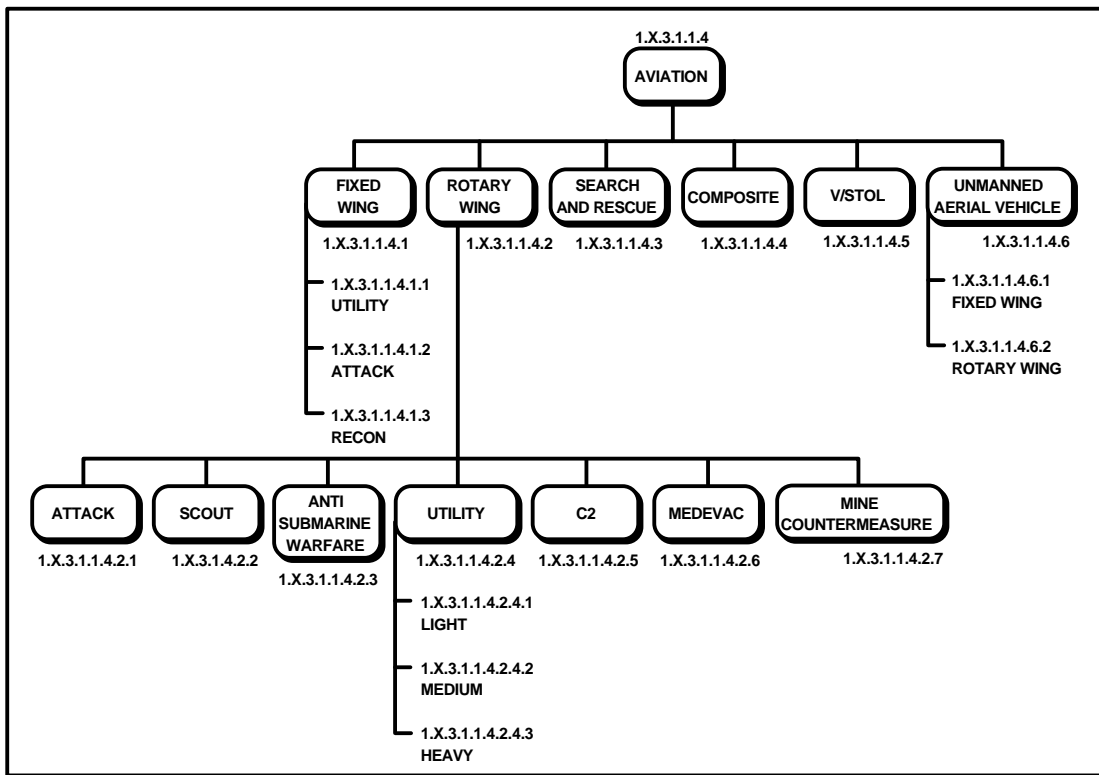 1.X.3.1.1.4
AVIATION
FIXED
WING
1.X.3.1.1.4.1
ROTARY
WING
1.X.3.1.1.4.2
SEARCH
AND RESCUE
1.X.3.1.1.4.3
COMPOSITE
1.X.3.1.1.4.4
V/STOL
1.X.3.1.1.4.5
UNMANNED
AERIAL VEHICLE
1.X.3.1.1.4.6
1.X.3.1.1.4.1.1
UTILITY
1.X.3.1.1.4.1.2
ATTACK
1.X.3.1.1.4.1.3
RECON
1.X.3.1.1.4.6.1
FIXED WING
1.X.3.1.1.4.6.2
ROTARY WING
ATTACK
1.X.3.1.1.4.2.1
SCOUT
1.X.3.1.4.2.2
ANTI
SUBMARINE
WARFARE
1.X.3.1.1.4.2.3
UTILITY
1.X.3.1.1.4.2.4
C2
1.X.3.1.1.4.2.5
MEDEVAC
1.X.3.1.1.4.2.6
MINE
COUNTERMEASURE
1.X.3.1.1.4.2.7
1.X.3.1.1.4.2.4.1
LIGHT
1.X.3.1.1.4.2.4.2
MEDIUM
1.X.3.1.1.4.2.4.3
HEAVY